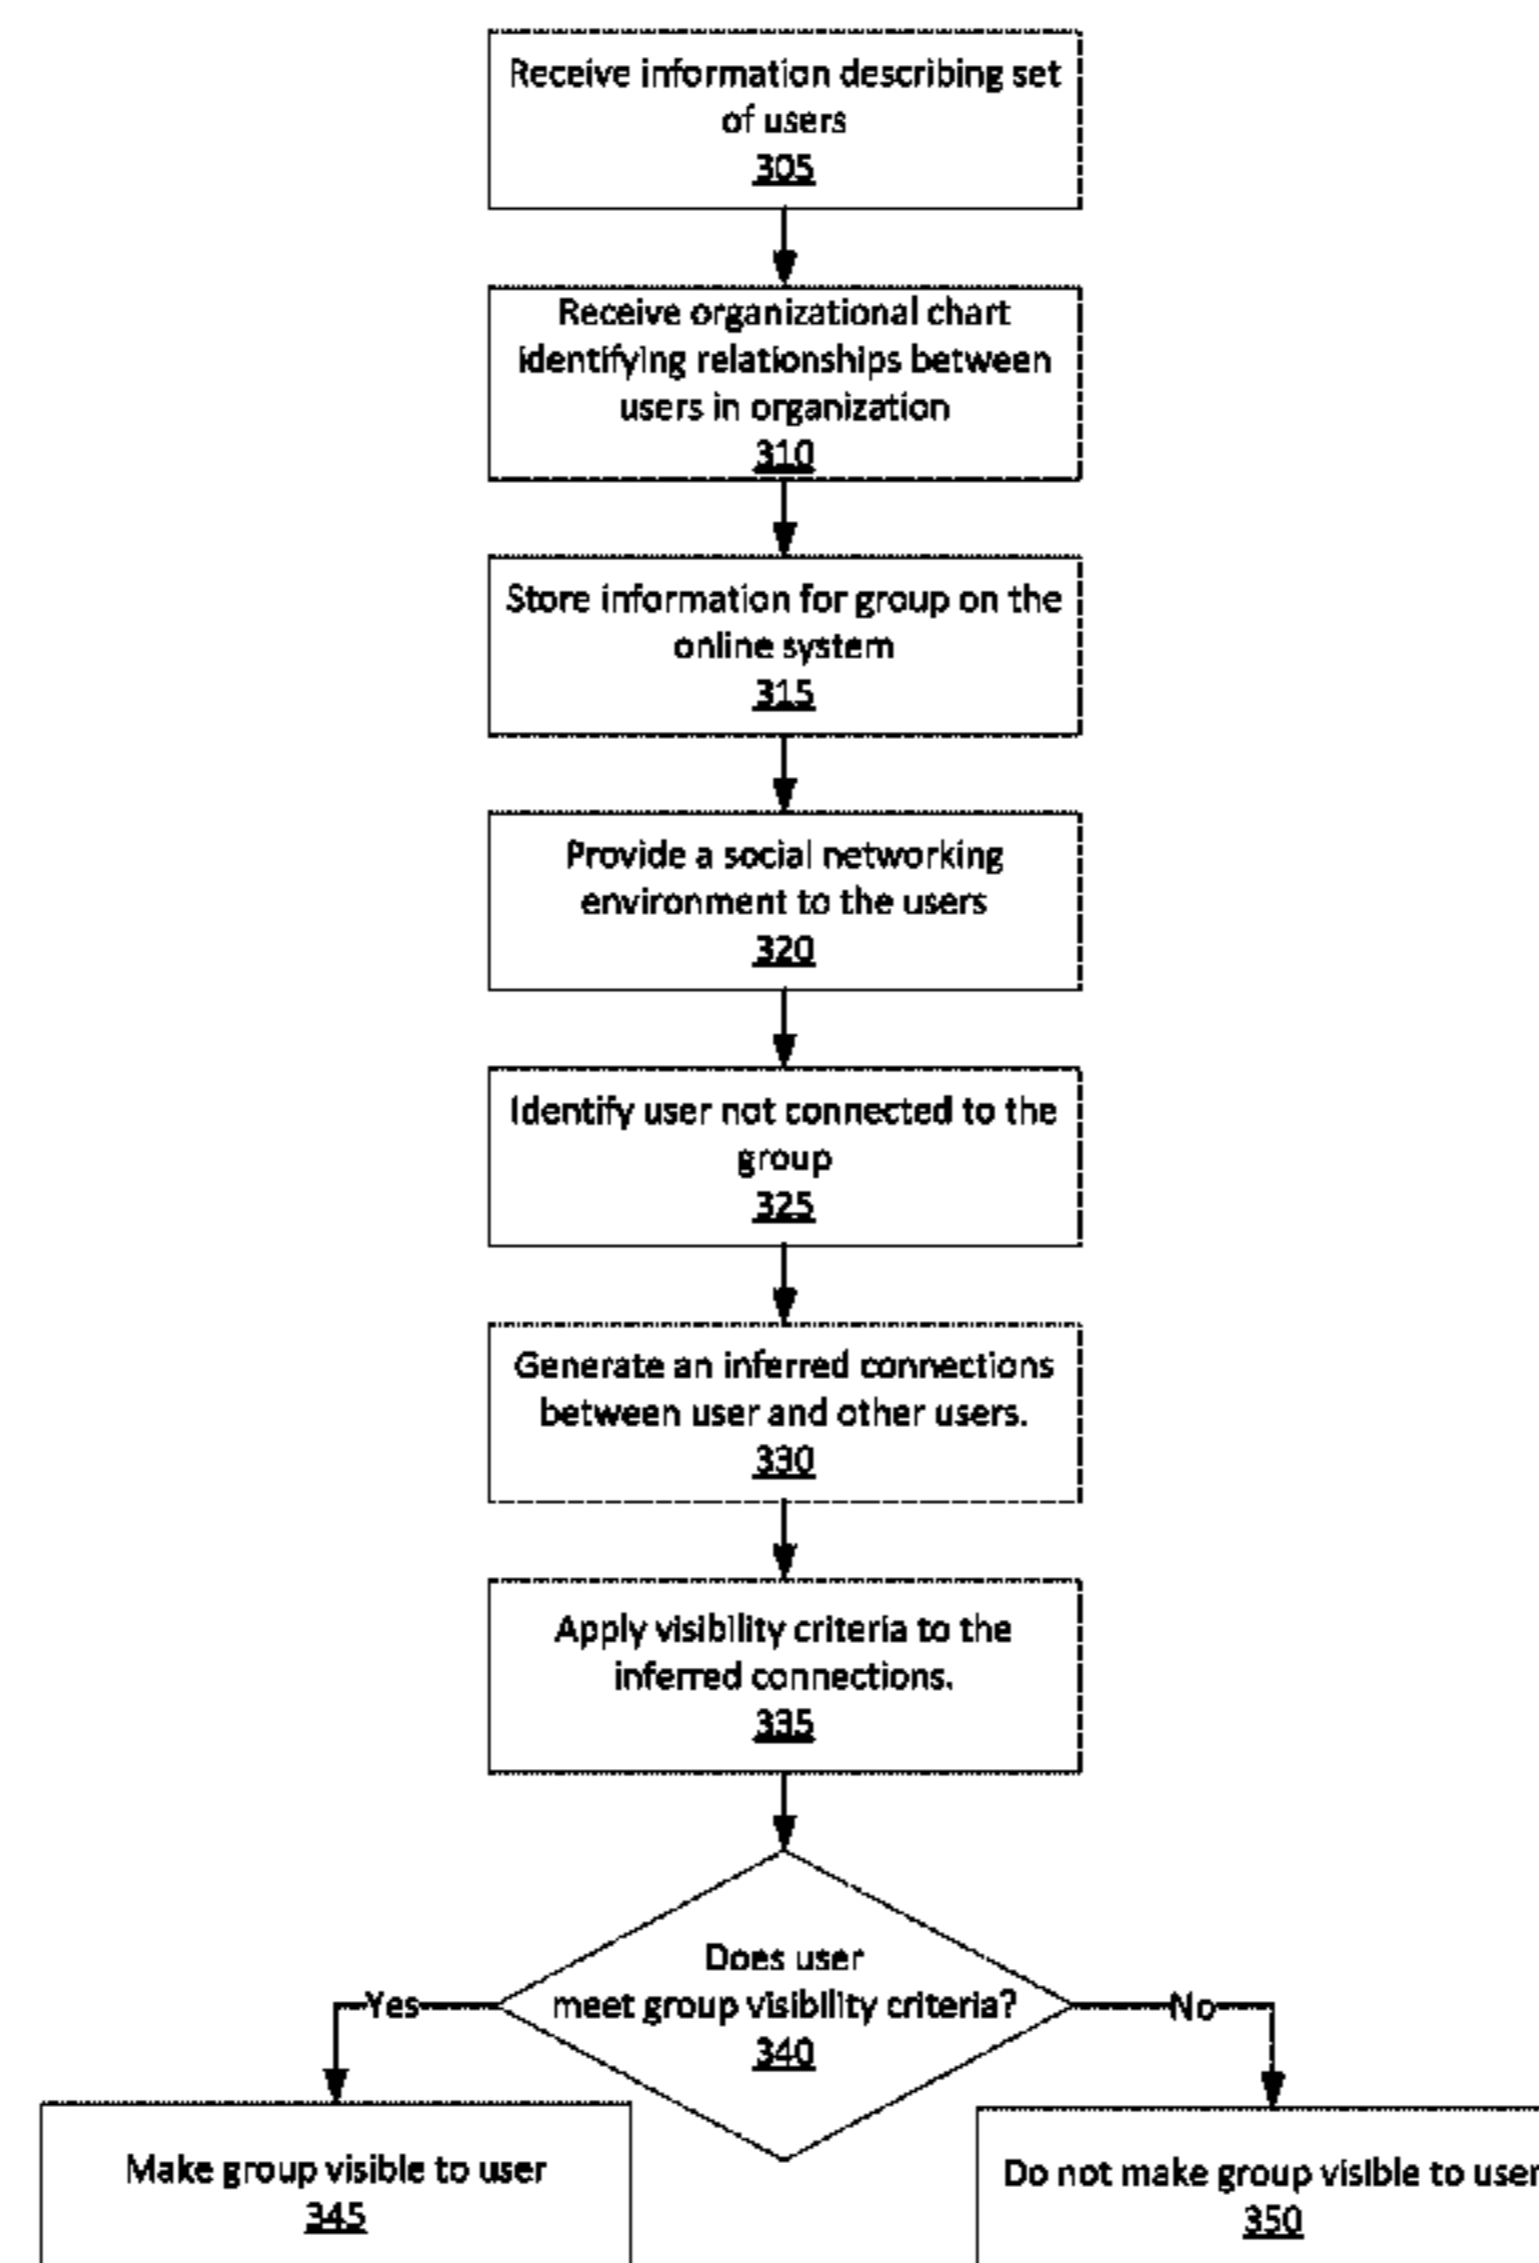 Receive information describing set
of users
305
Receive organizational chart
identifying relationships between
users in organization
310
Store information for group on the
online system
315
Provide a social networking
environment to the users
320
Identify user not connected to the
group
325
Generate an inferred connections
between user and other users.
330
Apply visibility criteria to the
inferred connections.
335
Does user
meet group visibility criteria?
340
Yes
No
Make group visible to user
345
Do not make group visible to user
350